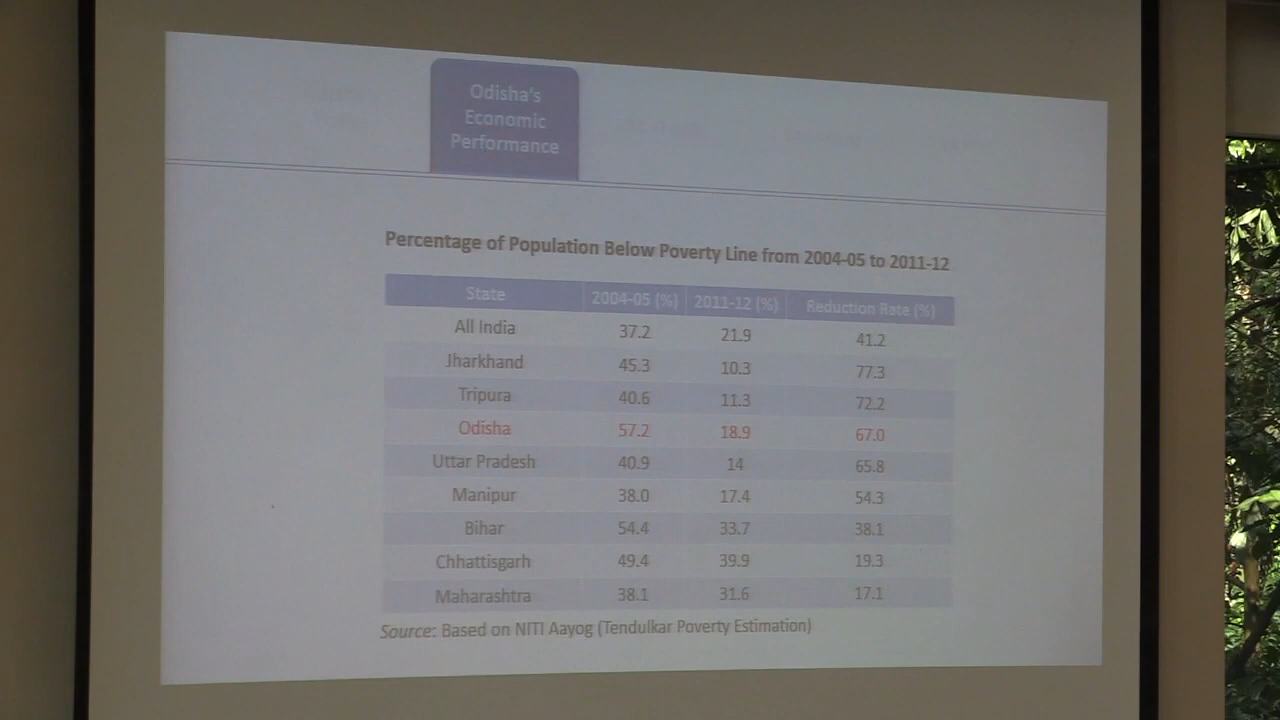 Odisha's
Economic
Performance
Percentage of Population Below Poverty Line from 2004-05 to 2011-12
State 2004-05 (%) 2011-12 (%) Reduction Rate (%)
All India 37.2 21.9 41.2
Jharkhand 45.3 10.3 77.3
Tripura 40.6 11.3 72.2
Odisha 57.2 18.9 67.0
Uttar Pradesh 40.9 14 65.8
Manipur 38.0 17.4 54.3
Bihar 54.4 33.7 38.1
Chhattisgarh 49.4 39.9 19.3
Maharashtra 38.1 31.6 17.1
Source: Based on NITI Aayog (Tendulkar Poverty Estimation)